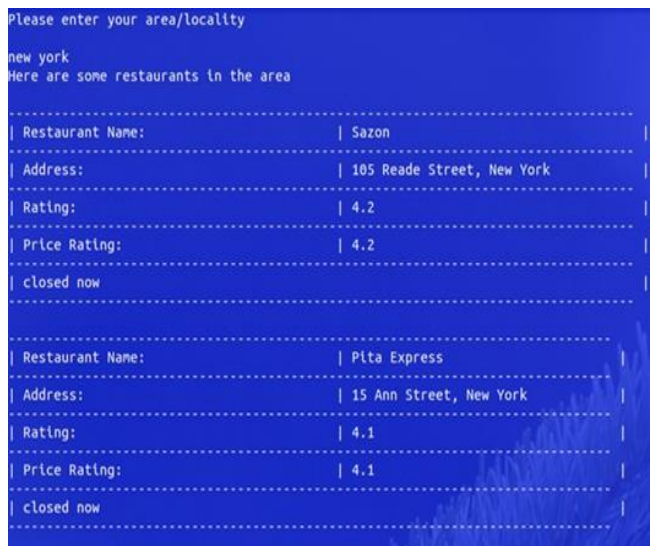 Please enter your area/locality
new york
Here are some restaurants in the area
---------------------------------------------------------------------------------
| Restaurant Name: | Sazon |
---------------------------------------------------------------------------------
| Address: | 105 Reade Street, New York |
---------------------------------------------------------------------------------
| Rating: | 4.2 |
---------------------------------------------------------------------------------
| Price Rating: | 4.2 |
---------------------------------------------------------------------------------
| closed now |
---------------------------------------------------------------------------------
------------------------------------------------------------------------------
| Restaurant Name: | Pita Express |
------------------------------------------------------------------------------
| Address: | 15 Ann Street, New York |
------------------------------------------------------------------------------
| Rating: | 4.1 |
------------------------------------------------------------------------------
| Price Rating: | 4.1 |
------------------------------------------------------------------------------
| closed now |
------------------------------------------------------------------------------